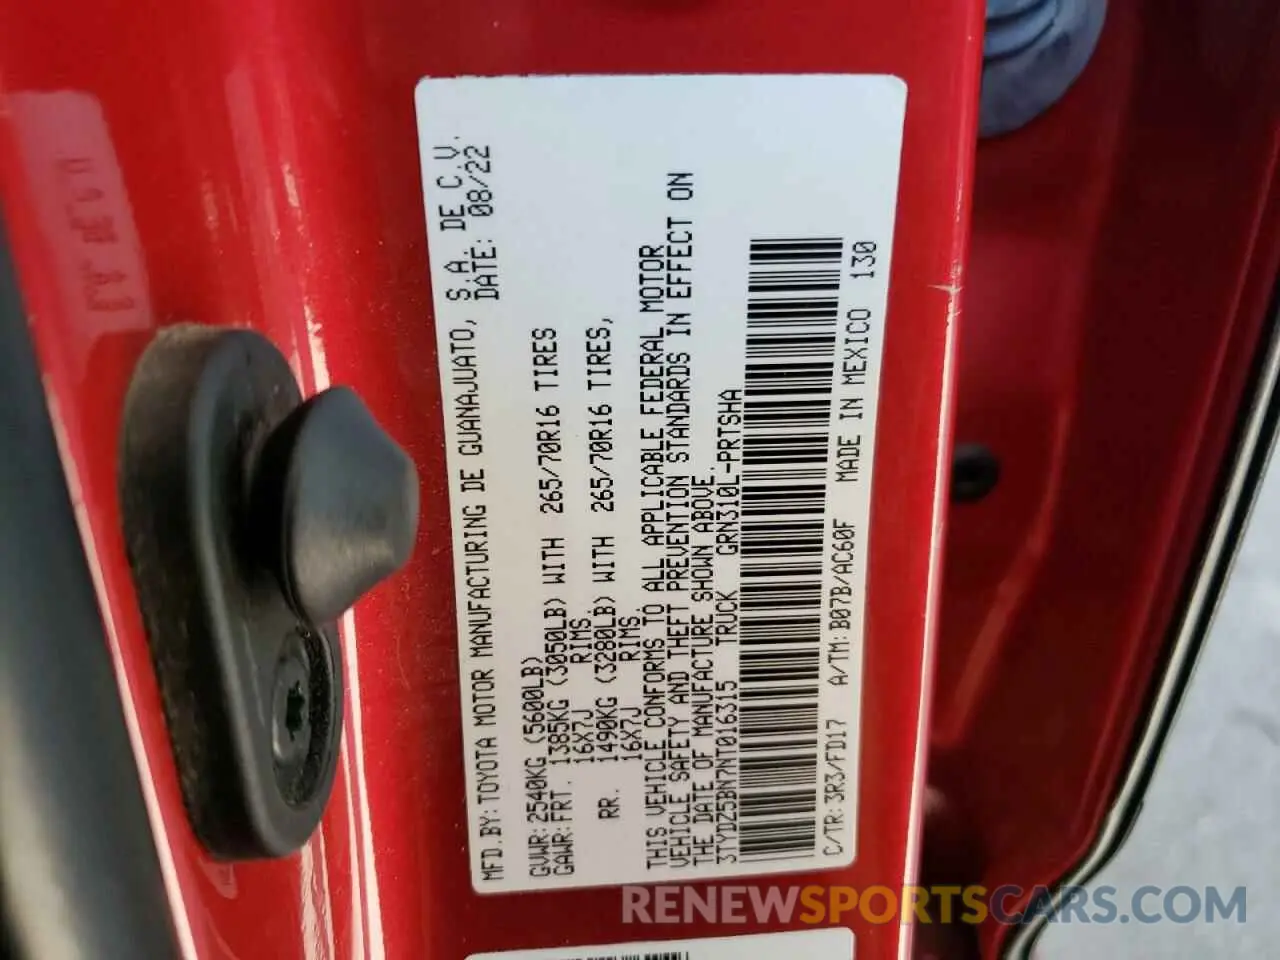 MFD.BY: TOYOTA MOTOR MANUFACTURING DE GUANAJUATO, S.A. DE C.V.
DATE: 08/22
GVWR: 2540KG (5600LB)
GAWR: FRT. 1385KG (3050LB) WITH 265/70R16 TIRES
16X7J RIMS.
RR. 1490KG (3280LB) WITH 265/70R16 TIRES,
16X7J RIMS.
THIS VEHICLE CONFORMS TO ALL APPLICABLE FEDERAL MOTOR
VEHICLE SAFETY AND THEFT PREVENTION STANDARDS IN EFFECT ON
THE DATE OF MANUFACTURE SHOWN ABOVE.
3TYDZ5BN7NT016315 TRUCK GRN310L-PRTSHA
C/TR: 3R3/FD17 A/TM: B07B/AC60F MADE IN MEXICO 130
RENEWSPORTSCARS.COM